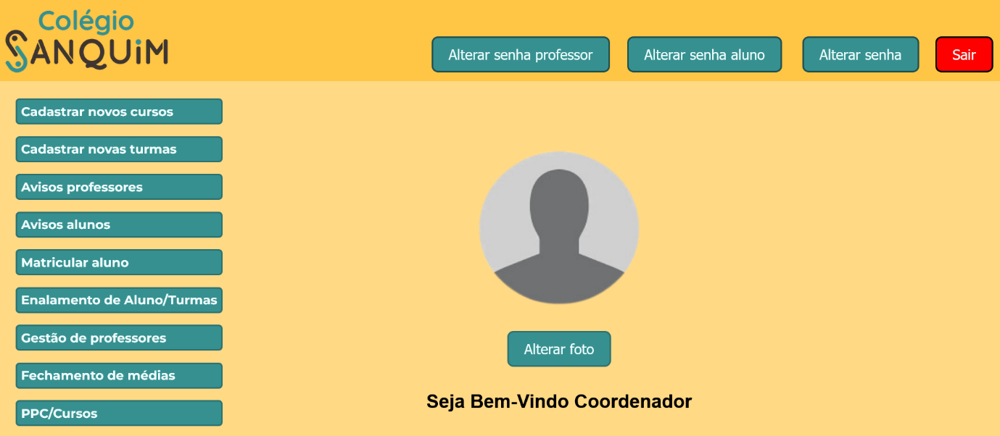 Colégio
SANQUiM
Alterar senha professor
Alterar senha aluno
Alterar senha
Sair
Cadastrar novos cursos
Cadastrar novas turmas
Avisos professores
Avisos alunos
Matricular aluno
Enalamento de Aluno/Turmas
Gestão de professores
Fechamento de médias
PPC/Cursos
Alterar foto
Seja Bem-Vindo Coordenador